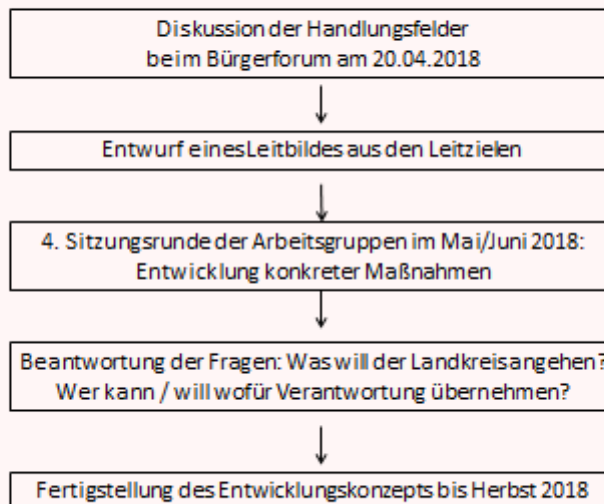 Diskussion der Handlungsfelder
beim Bürgerforum am 20.04.2018
Entwurf eines Leitbildes aus den Leitzielen
4. Sitzungsrunde der Arbeitsgruppen im Mai/Juni 2018:
Entwicklung konkreter Maßnahmen
Beantwortung der Fragen: Was will der Landkreis angehen?
Wer kann / will wofür Verantwortung übernehmen?
Fertigstellung des Entwicklungskonzepts bis Herbst 2018